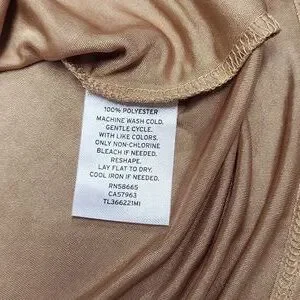 100% POLYESTER
MACHINE WASH COLD.
GENTLE CYCLE.
WITH LIKE COLORS.
ONLY NON-CHLORINE
BLEACH IF NEEDED.
RESHAPE.
LAY FLAT TO DRY.
COOL IRON IF NEEDED.
RN58665
CA57963
TL366221MI